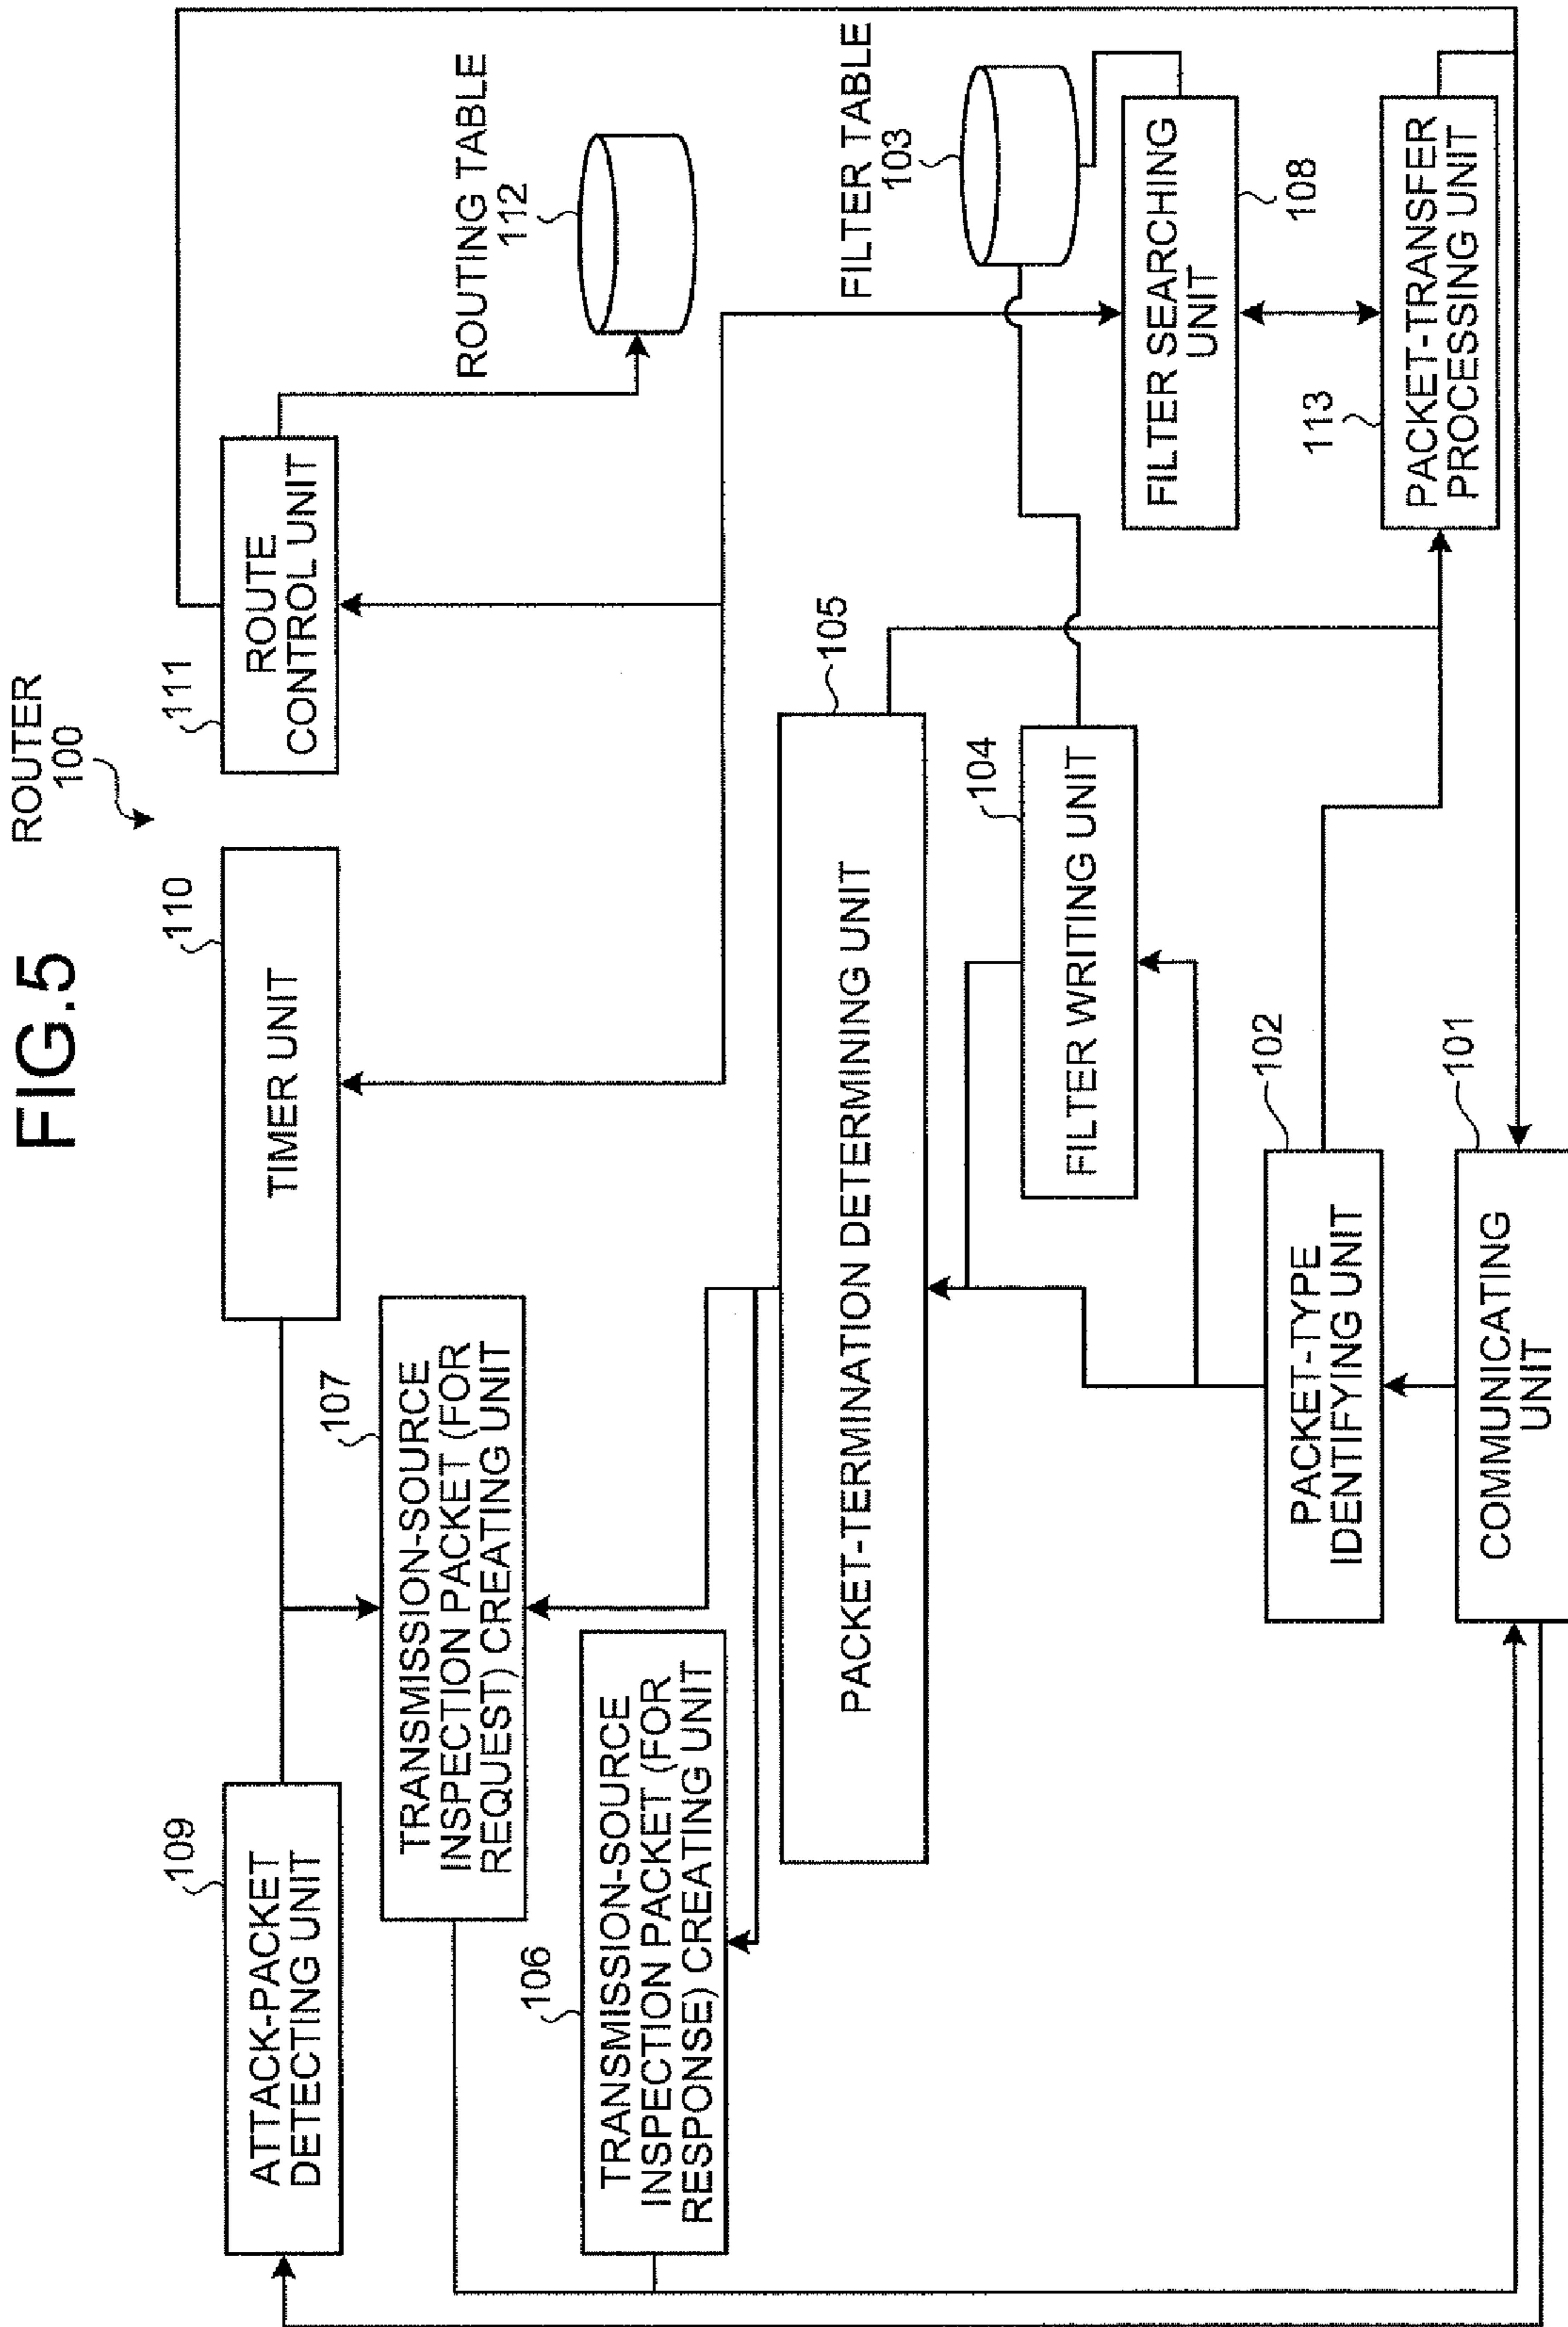 FIG.5
ROUTER
100
109
ATTACK-PACKET
DETECTING UNIT
110
TIMER UNIT
111
ROUTE
CONTROL UNIT
107
TRANSMISSION-SOURCE
INSPECTION PACKET (FOR
REQUEST) CREATING UNIT
ROUTING TABLE
112
106
TRANSMISSION-SOURCE
INSPECTION PACKET (FOR
RESPONSE) CREATING UNIT
105
PACKET-TERMINATION DETERMINING UNIT
FILTER TABLE
103
104
FILTER WRITING UNIT
FILTER SEARCHING
UNIT
108
102
PACKET-TYPE
IDENTIFYING UNIT
113
PACKET-TRANSFER
PROCESSING UNIT
101
COMMUNICATING
UNIT